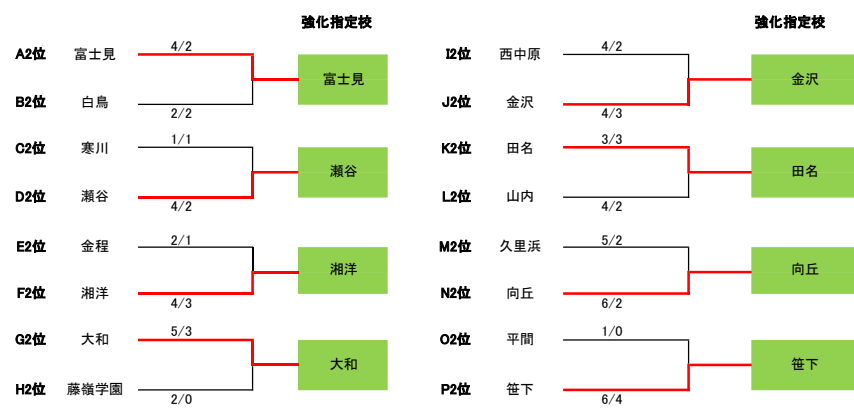 強化指定校
A2位 富士見 4/2
富士見
B2位 白鳥 2/2
C2位 寒川 1/1
瀬谷
D2位 瀬谷 4/2
E2位 金程 2/1
湘洋
F2位 湘洋 4/3
G2位 大和 5/3
大和
H2位 藤嶺学園 2/0
強化指定校
I2位 西中原 4/2
金沢
J2位 金沢 4/3
K2位 田名 3/3
田名
L2位 山内 4/2
M2位 久里浜 5/2
向丘
N2位 向丘 6/2
O2位 平間 1/0
笹下
P2位 笹下 6/4